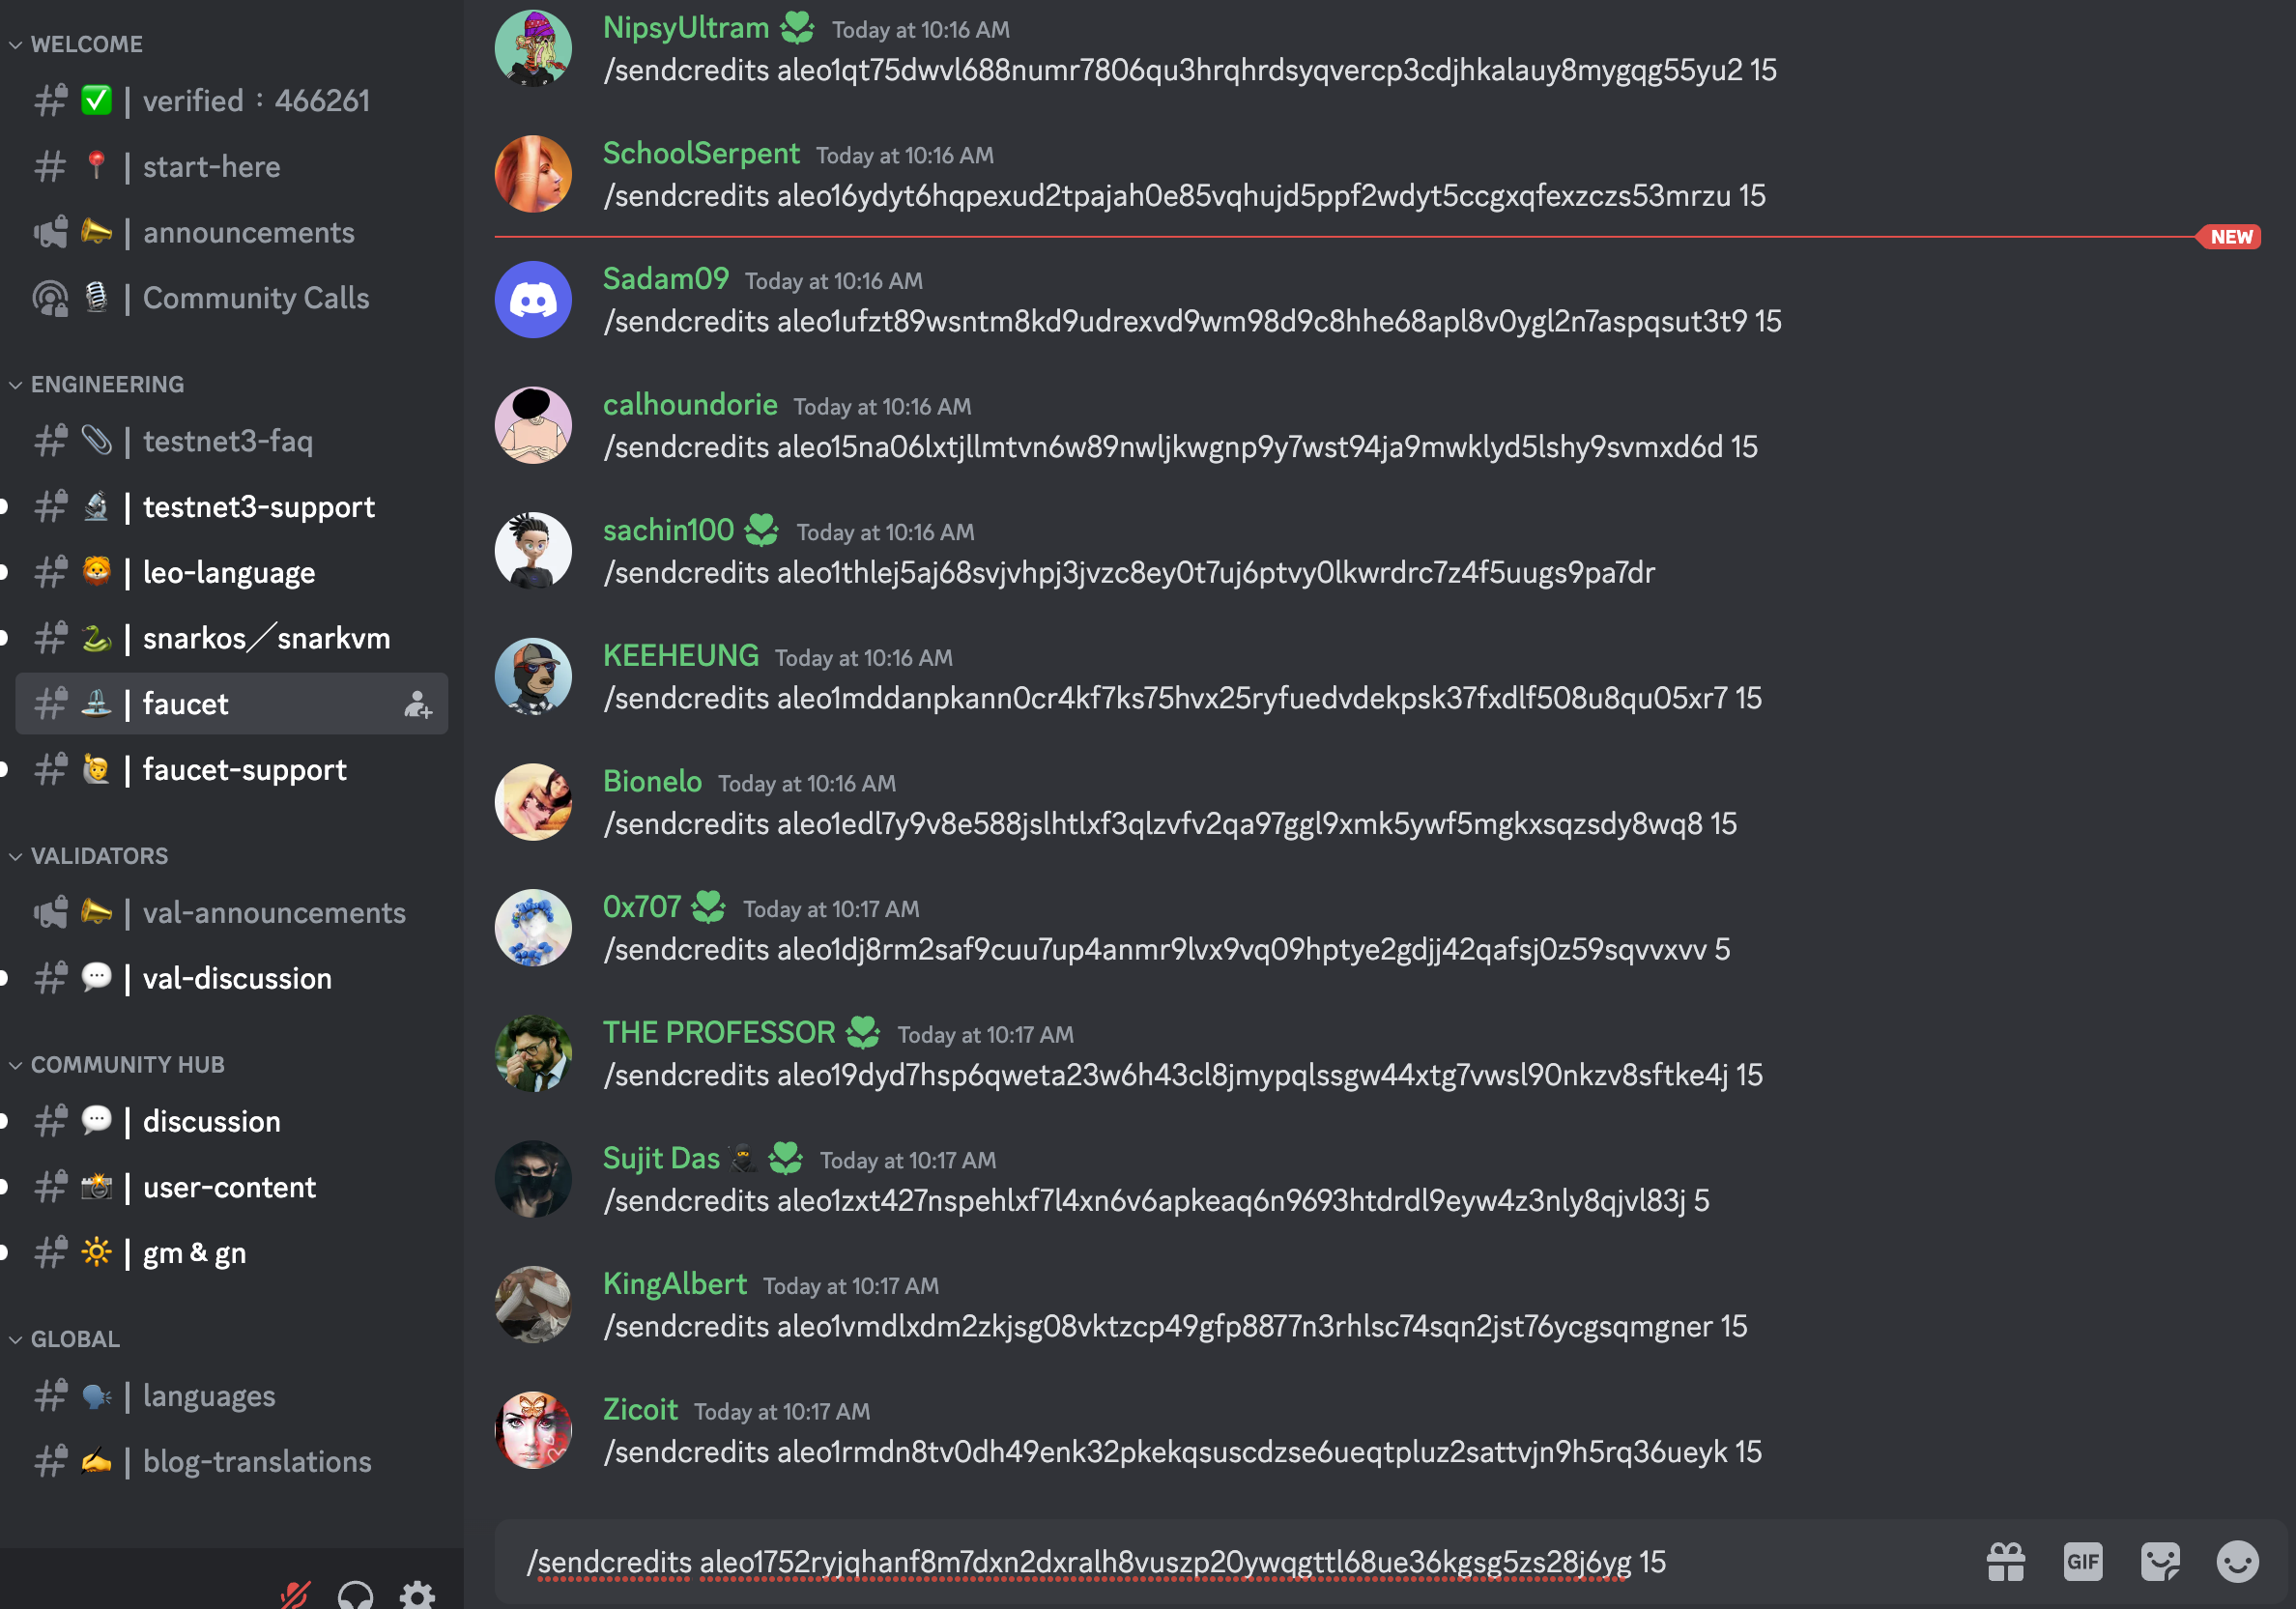 WELCOME
verified : 466261
start-here
announcements
Community Calls
ENGINEERING
testnet3-faq
testnet3-support
leo-language
snarkos/snarkvm
faucet
faucet-support
VALIDATORS
val-announcements
val-discussion
COMMUNITY HUB
discussion
user-content
gm & gn
GLOBAL
languages
blog-translations
NipsyUltram Today at 10:16 AM
/sendcredits aleo1qt75dwvl688numr7806qu3hrqhrdsyqvercp3cdjhkalauy8mygqg55yu2 15
SchoolSerpent Today at 10:16 AM
/sendcredits aleo16ydyt6hqpexud2tpajah0e85vqhujd5ppf2wdyt5ccgxqfexzczs53mrzu 15
NEW
Sadam09 Today at 10:16 AM
/sendcredits aleo1ufzt89wsntm8kd9udrexvd9wm98d9c8hhe68apl8v0ygl2n7aspqsut3t9 15
calhoundorie Today at 10:16 AM
/sendcredits aleo15na06lxtjllmtvn6w89nwljkwgnp9y7wst94ja9mwklyd5lshy9svmxd6d 15
sachin100 Today at 10:16 AM
/sendcredits aleo1thlej5aj68svjvhpj3jvzc8ey0t7uj6ptvy0lkwrdrc7z4f5uugs9pa7dr
KEEHEUNG Today at 10:16 AM
/sendcredits aleo1mddanpkann0cr4kf7ks75hvx25ryfuedvdekpsk37fxdlf508u8qu05xr7 15
Bionelo Today at 10:16 AM
/sendcredits aleo1edl7y9v8e588jslhtlxf3qlzvfv2qa97ggl9xmk5ywf5mgkxsqzsdy8wq8 15
0x707 Today at 10:17 AM
/sendcredits aleo1dj8rm2saf9cuu7up4anmr9lvx9vq09hptye2gdjj42qafsj0z59sqvvxvv 5
THE PROFESSOR Today at 10:17 AM
/sendcredits aleo19dyd7hsp6qweta23w6h43cl8jmypqlssgw44xtg7vwsl90nkzv8sftke4j 15
Sujit Das Today at 10:17 AM
/sendcredits aleo1zxt427nspehlxf7l4xn6v6apkeaq6n9693htdrdl9eyw4z3nly8qjvl83j 5
KingAlbert Today at 10:17 AM
/sendcredits aleo1vmdlxdm2zkjsg08vktzcp49gfp8877n3rhlsc74sqn2jst76ycgsqmgner 15
Zicoit Today at 10:17 AM
/sendcredits aleo1rmdn8tv0dh49enk32pkekqsuscdzse6ueqtpluz2sattvjn9h5rq36ueyk 15
/sendcredits aleo1752ryjqhanf8m7dxn2dxralh8vuszp20ywqgttl68ue36kgsg5zs28j6yg 15
GIF